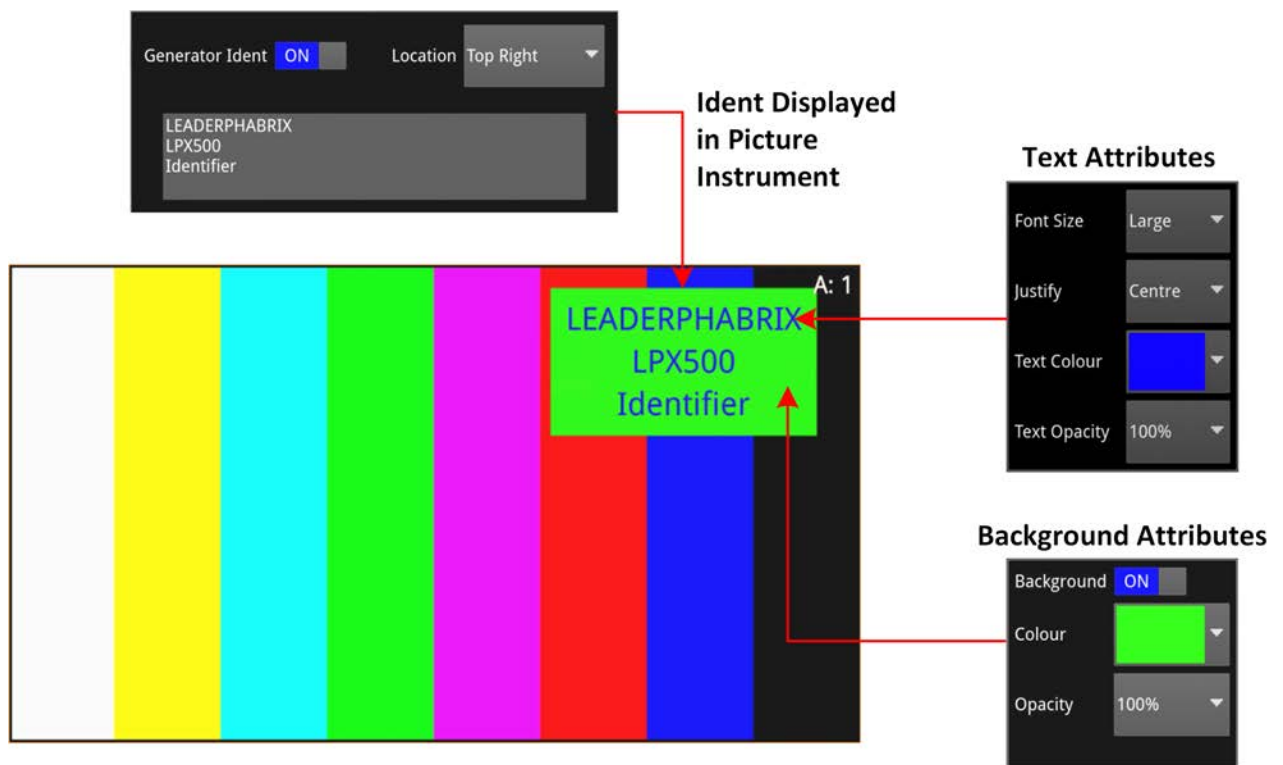 Generator Ident ON Location Top Right
LEADERPHABRIX
LPX500
Identifier
Ident Displayed
in Picture
Instrument
Text Attributes
Font Size Large
Justify Centre
Text Colour
Text Opacity 100%
A: 1
LEADERPHABRIX
LPX500
Identifier
Background Attributes
Background ON
Colour
Opacity 100%